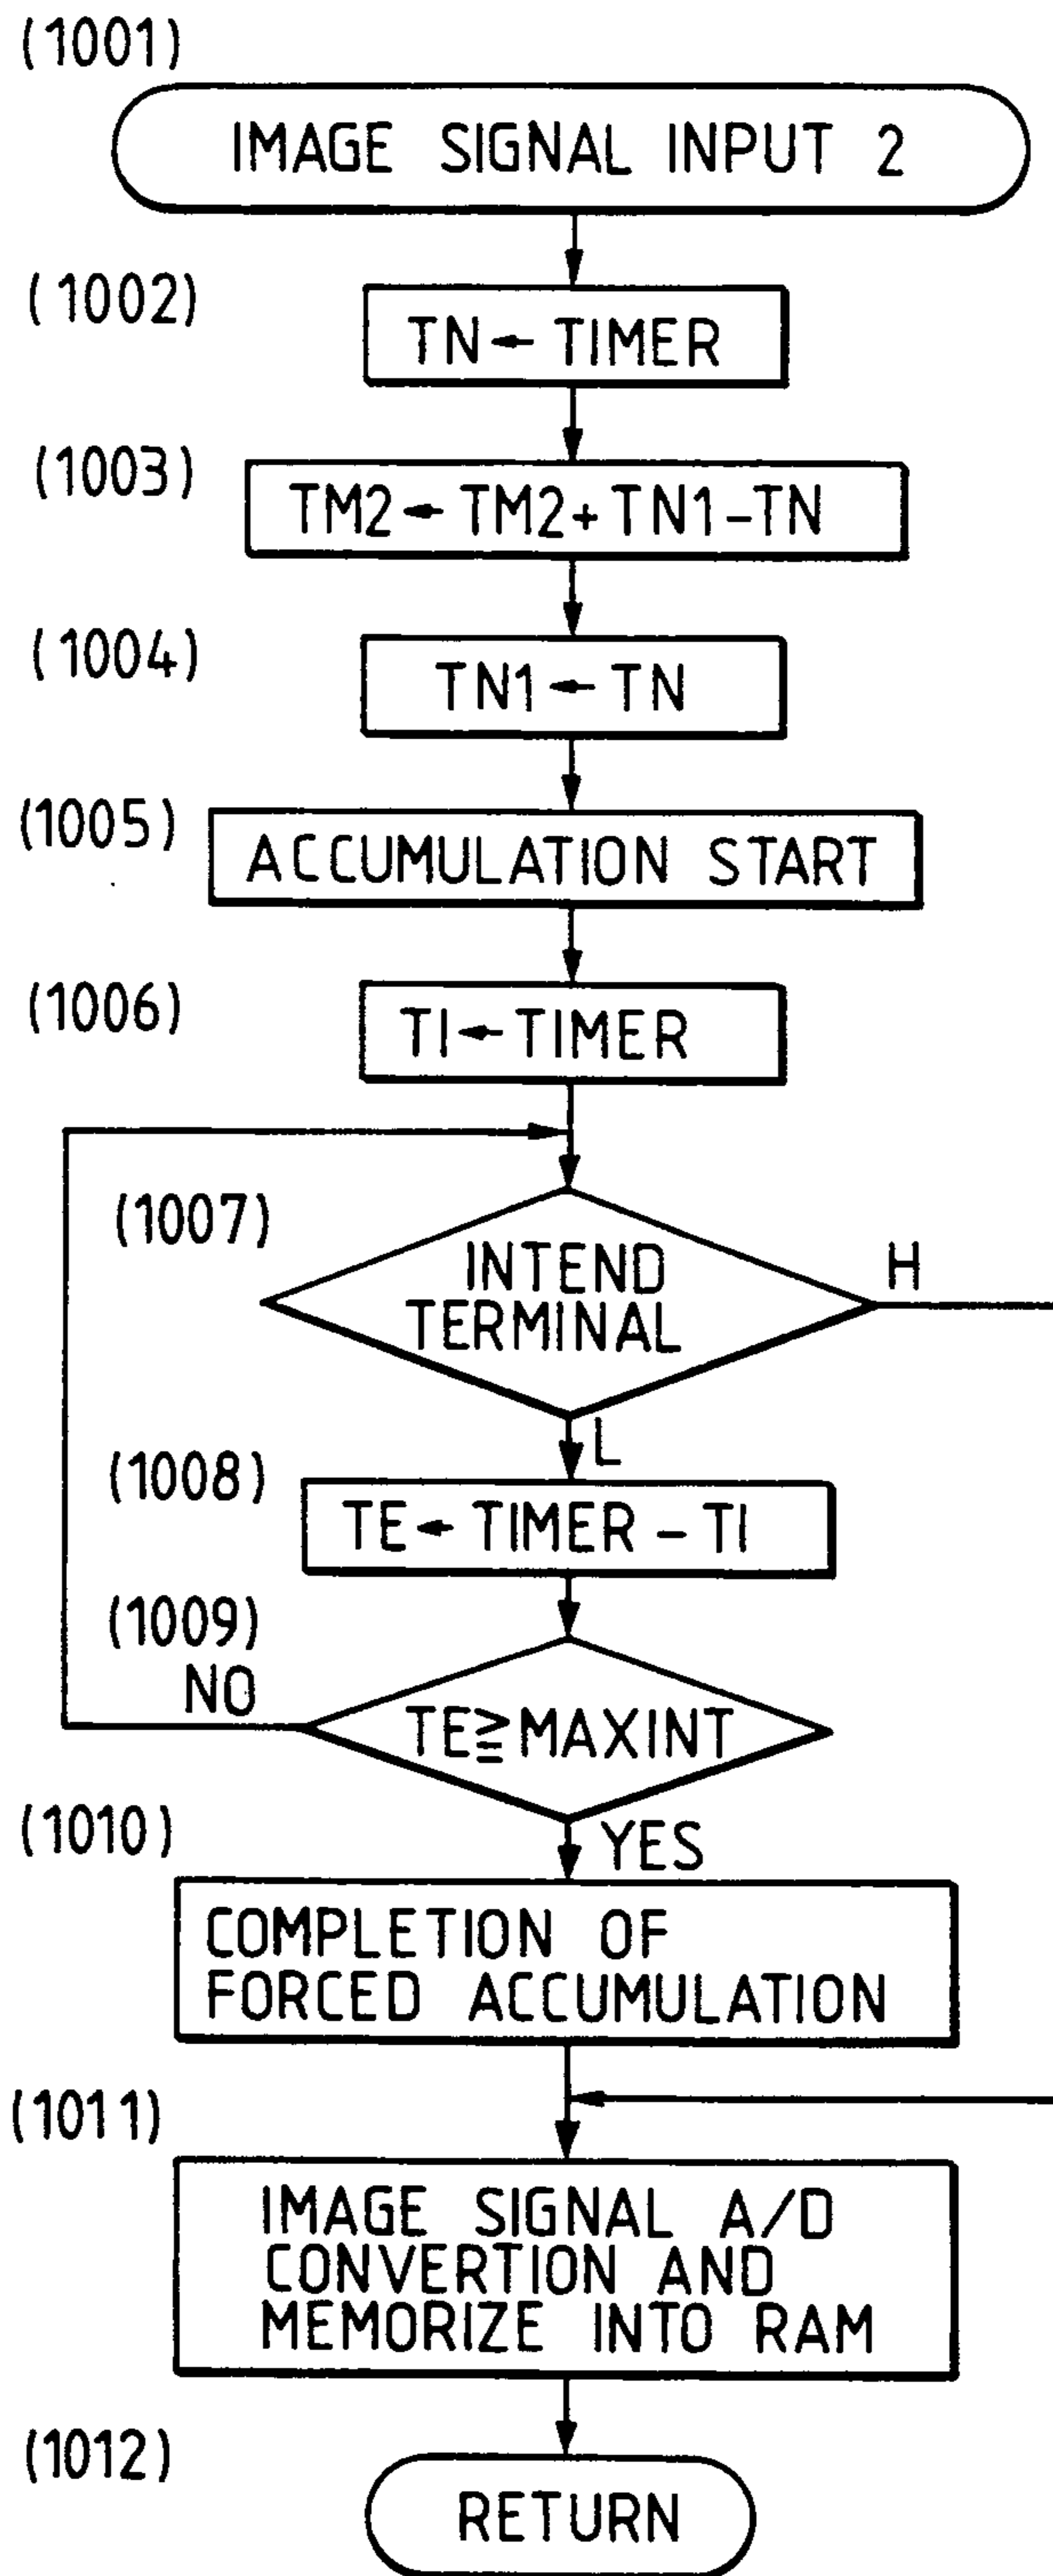 (1001)
IMAGE SIGNAL INPUT 2
(1002)
TN ← TIMER
(1003)
TM2 ← TM2 + TN1 - TN
(1004)
TN1 ← TN
(1005)
ACCUMULATION START
(1006)
TI ← TIMER
(1007)
INTEND
TERMINAL
H
L
(1008)
TE ← TIMER - TI
(1009)
NO
TE ≧ MAXINT
(1010)
YES
COMPLETION OF
FORCED ACCUMULATION
(1011)
IMAGE SIGNAL A/D
CONVERTION AND
MEMORIZE INTO RAM
(1012)
RETURN